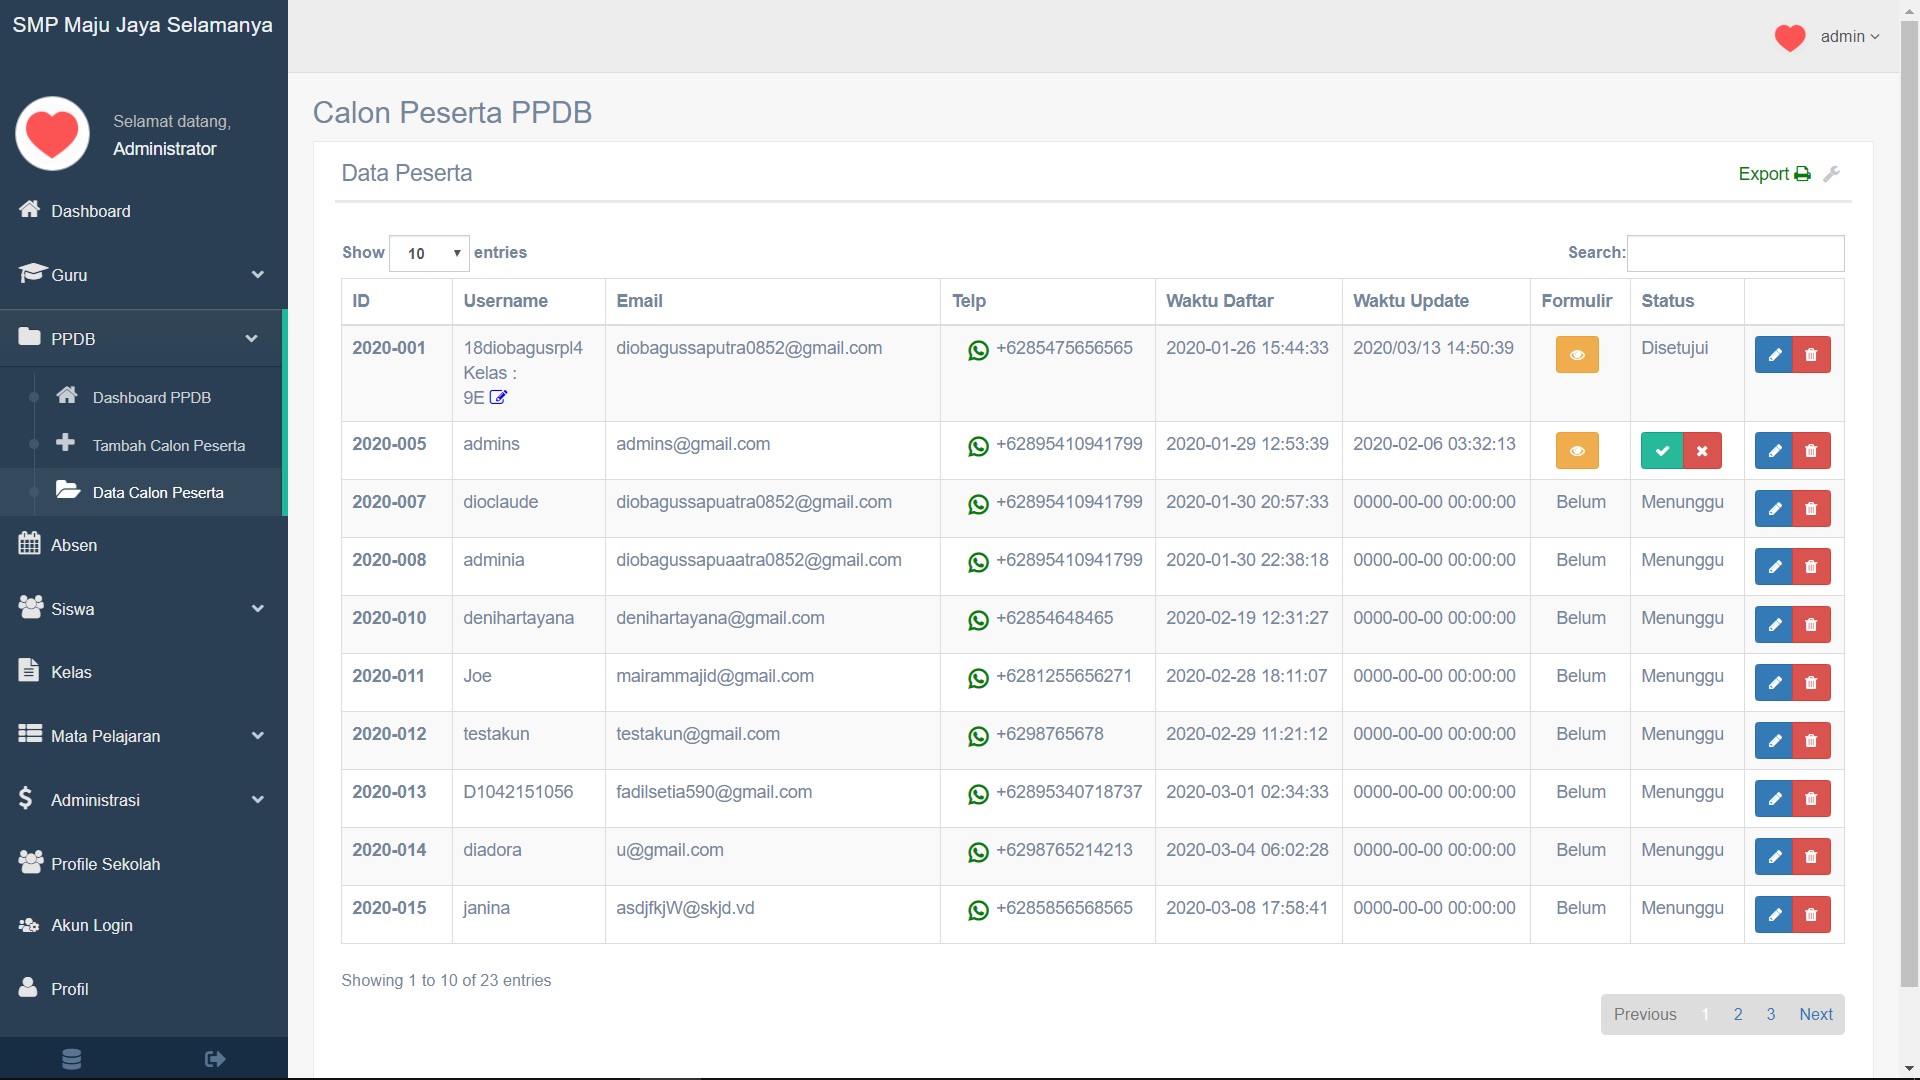 SMP Maju Jaya Selamanya
admin
Selamat datang,
Administrator
Dashboard
Guru
PPDB
Dashboard PPDB
Tambah Calon Peserta
Data Calon Peserta
Absen
Siswa
Kelas
Mata Pelajaran
Administrasi
Profile Sekolah
Akun Login
Profil
Calon Peserta PPDB
Data Peserta
Export
Show 10 entries
Search:
ID Username Email Telp Waktu Daftar Waktu Update Formulir Status
2020-001 18diobagusrpl4 diobagussaputra0852@gmail.com +6285475656565 2020-01-26 15:44:33 2020/03/13 14:50:39 Disetujui
Kelas :
9E
2020-005 admins admins@gmail.com +62895410941799 2020-01-29 12:53:39 2020-02-06 03:32:13
2020-007 dioclaude diobagussapuatra0852@gmail.com +62895410941799 2020-01-30 20:57:33 0000-00-00 00:00:00 Belum Menunggu
2020-008 adminia diobagussapuaatra0852@gmail.com +62895410941799 2020-01-30 22:38:18 0000-00-00 00:00:00 Belum Menunggu
2020-010 denihartayana denihartayana@gmail.com +62854648465 2020-02-19 12:31:27 0000-00-00 00:00:00 Belum Menunggu
2020-011 Joe mairammajid@gmail.com +6281255656271 2020-02-28 18:11:07 0000-00-00 00:00:00 Belum Menunggu
2020-012 testakun testakun@gmail.com +6298765678 2020-02-29 11:21:12 0000-00-00 00:00:00 Belum Menunggu
2020-013 D1042151056 fadilsetia590@gmail.com +62895340718737 2020-03-01 02:34:33 0000-00-00 00:00:00 Belum Menunggu
2020-014 diadora u@gmail.com +6298765214213 2020-03-04 06:02:28 0000-00-00 00:00:00 Belum Menunggu
2020-015 janina asdjfkjW@skjd.vd +6285856568565 2020-03-08 17:58:41 0000-00-00 00:00:00 Belum Menunggu
Showing 1 to 10 of 23 entries
Previous 1 2 3 Next